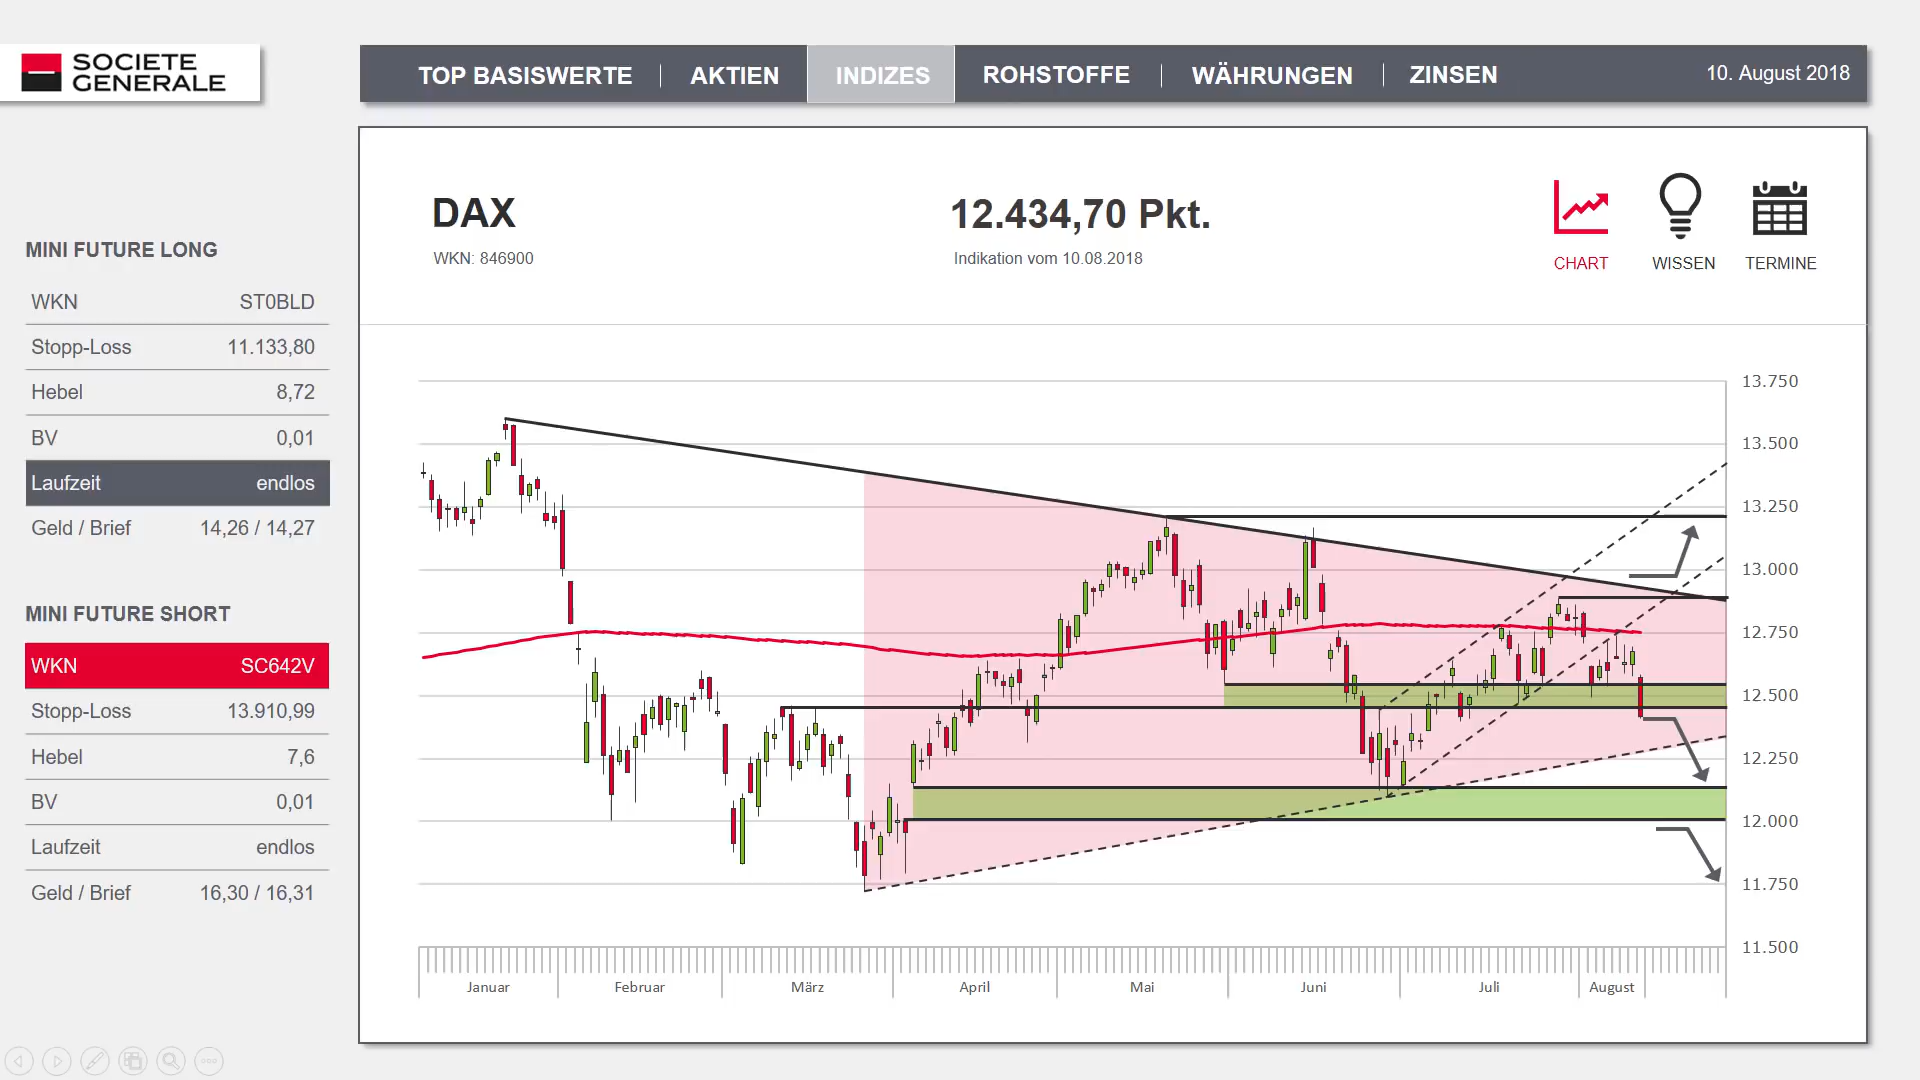 SOCIETE
GENERALE
TOP BASISWERTE
AKTIEN
INDIZES
ROHSTOFFE
WÄHRUNGEN
ZINSEN
10. August 2018
MINI FUTURE LONG
WKN ST0BLD
Stopp-Loss 11.133,80
Hebel 8,72
BV 0,01
Laufzeit endlos
Geld / Brief 14,26 / 14,27
MINI FUTURE SHORT
WKN SC642V
Stopp-Loss 13.910,99
Hebel 7,6
BV 0,01
Laufzeit endlos
Geld / Brief 16,30 / 16,31
DAX
WKN: 846900
12.434,70 Pkt.
Indikation vom 10.08.2018
CHART
WISSEN
TERMINE
13.750
13.500
13.250
13.000
12.750
12.500
12.250
12.000
11.750
11.500
Januar
Februar
März
April
Mai
Juni
Juli
August